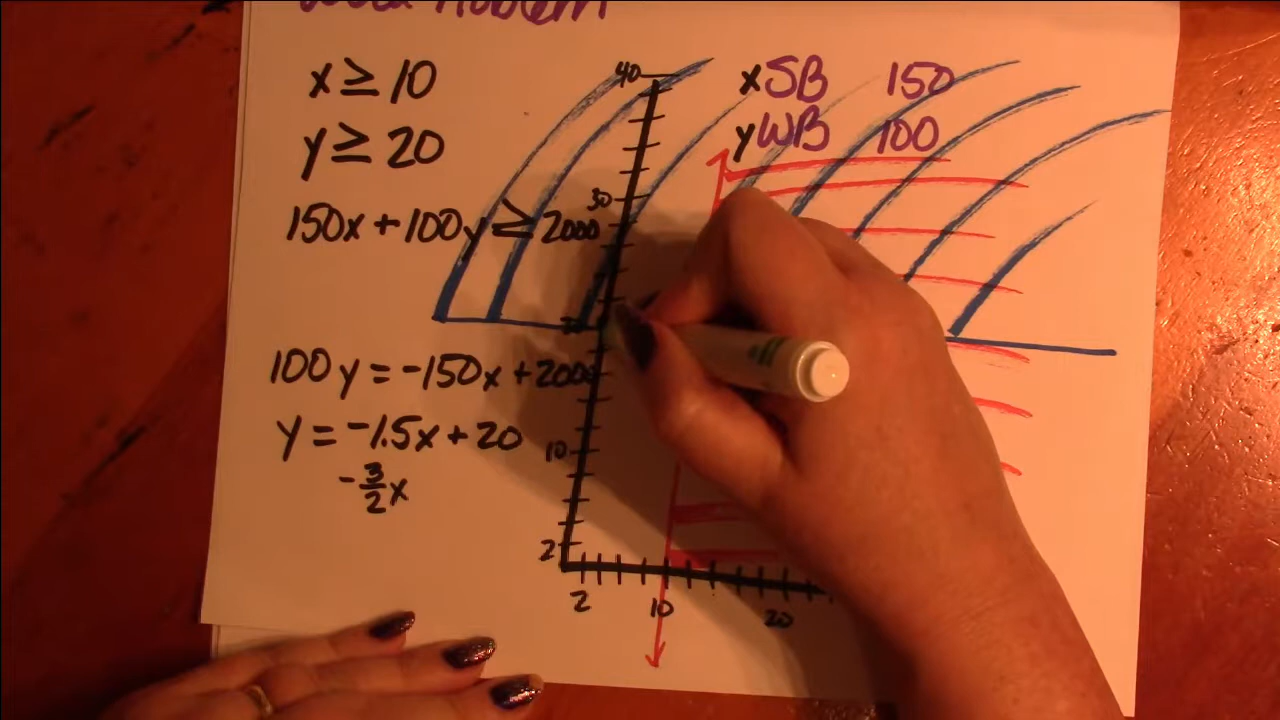 Problem
x ≥ 10
y ≥ 20
150x + 100y ≥ 2000
100y = -150x + 2000
y = -1.5x + 20
-3/2 x
x SB 150
y WB 100
40
30
10
2
2 10 20